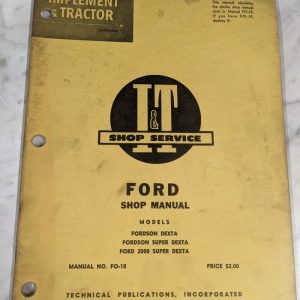 IMPLEMENT
& TRACTOR
This manual obsoletes
the similar shop manual
data in Manual FO-15.
If you have FO-15,
destroy it.
I&T
SHOP SERVICE
FORD
SHOP MANUAL
MODELS
FORDSON DEXTA
FORDSON SUPER DEXTA
FORD 2000 SUPER DEXTA
MANUAL NO. FO-18
PRICE $2.00
TECHNICAL PUBLICATIONS, INCORPORATED